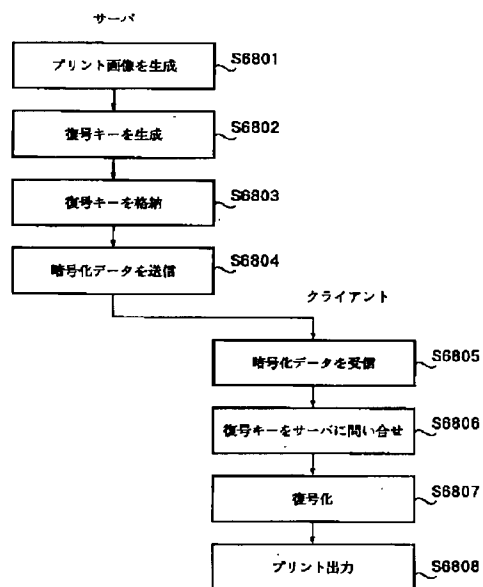 サーバ
プリント画像を生成
S6801
復号キーを生成
S6802
復号キーを格納
S6803
暗号化データを送信
S6804
クライアント
暗号化データを受信
S6805
復号キーをサーバに問い合せ
S6806
復号化
S6807
プリント出力
S6808